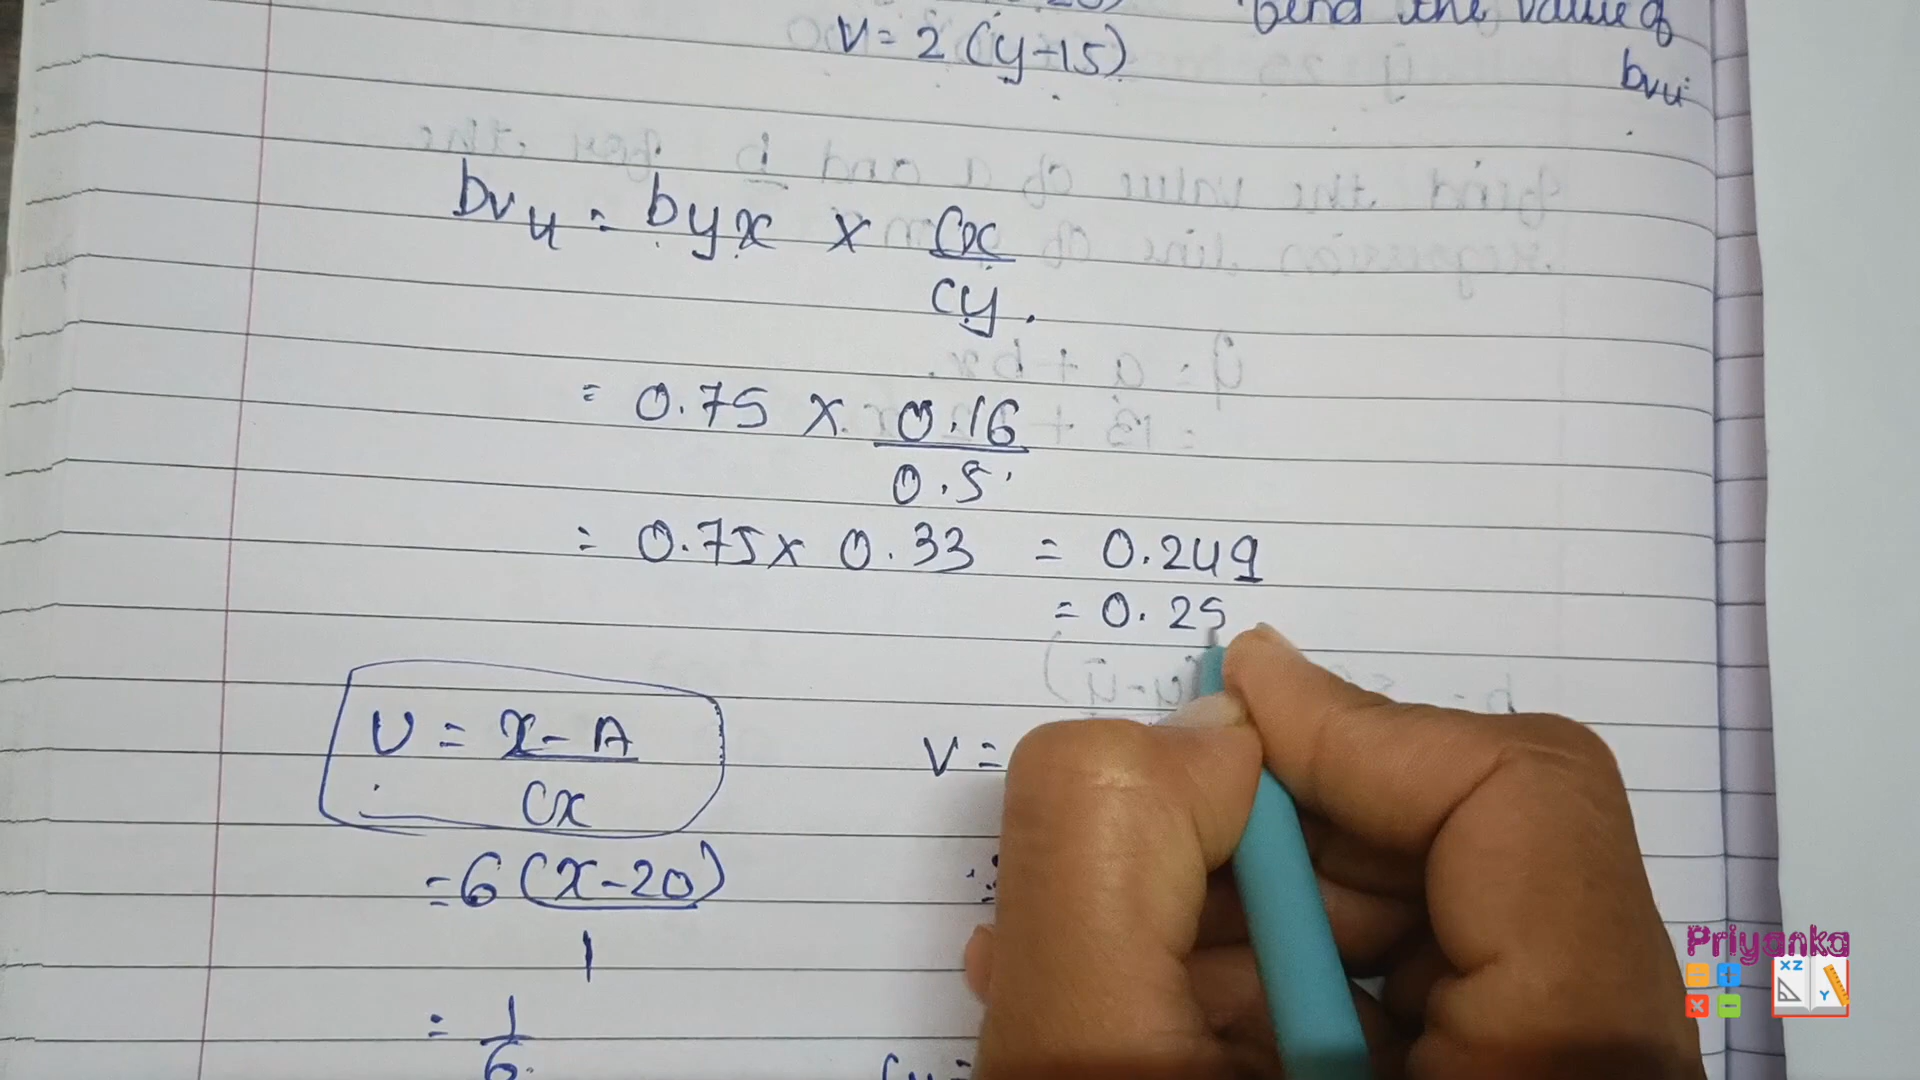 find the value of
v = 2 (y-15)
bvu
bvu = byx x Cx
Cy.
= 0.75 x 0.16
0.5
= 0.75 x 0.33 = 0.249
= 0.25
U = x - A
Cx
V =
= 6 (x-20)
1
= 1
6.
Priyanka
XZ
Y